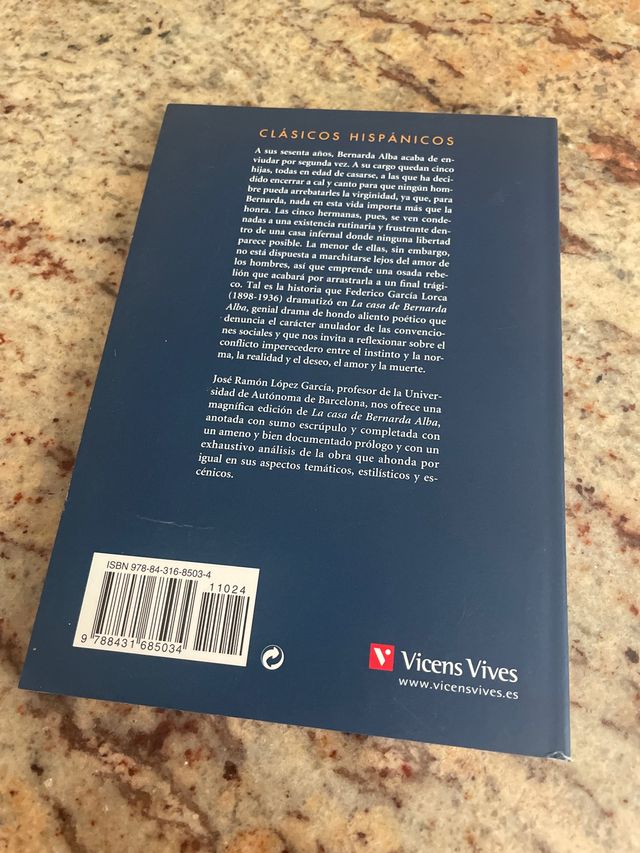 CLÁSICOS HISPÁNICOS
A sus sesenta años, Bernarda Alba acaba de en-
viudar por segunda vez. A su cargo quedan cinco
hijas, todas en edad de casarse, a las que ha deci-
dido encerrar a cal y canto para que ningún hom-
bre pueda arrebatarles la virginidad, ya que, para
Bernarda, nada en esta vida importa más que la
honra. Las cinco hermanas, pues, se ven conde-
nadas a una existencia rutinaria y frustrante den-
tro de una casa infernal donde ninguna libertad
parece posible. La menor de ellas, sin embargo,
no está dispuesta a marchitarse lejos del amor de
los hombres, así que emprende una osada rebe-
lión que acabará por arrastrarla a un final trági-
co. Tal es la historia que Federico García Lorca
(1898-1936) dramatizó en La casa de Bernarda
Alba, genial drama de hondo aliento poético que
denuncia el carácter anulador de las convencio-
nes sociales y que nos invita a reflexionar sobre el
conflicto imperecedero entre el instinto y la nor-
ma, la realidad y el deseo, el amor y la muerte.
José Ramón López García, profesor de la Univer-
sidad de Autónoma de Barcelona, nos ofrece una
magnífica edición de La casa de Bernarda Alba,
anotada con sumo escrúpulo y completada con
un ameno y bien documentado prólogo y con un
exhaustivo análisis de la obra que ahonda por
igual en sus aspectos temáticos, estilísticos y es-
cénicos.
ISBN 978-84-316-8503-4
11024
9 788431 685034
Vicens Vives
www.vicensvives.es